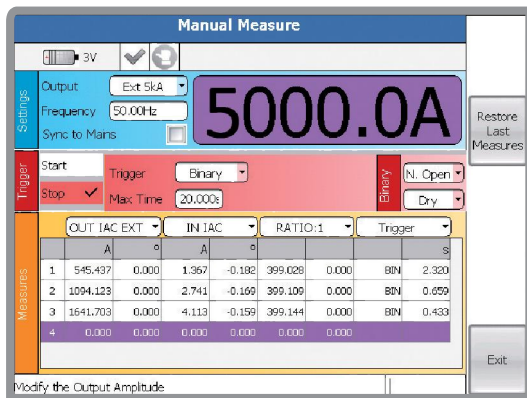 Manual Measure
3V
Settings
Output Ext 5kA
Frequency 50.00Hz
Sync to Mains
5000.0A
Restore
Last
Measures
Trigger
Start
Stop
Trigger Binary
Max Time 20.000s
Binary
N. Open
Dry
Measures
OUT IAC EXT IN IAC RATIO:1 Trigger
A ° A ° s
1 545.437 0.000 1.367 -0.182 399.028 0.000 BIN 2.320
2 1094.123 0.000 2.741 -0.169 399.109 0.000 BIN 0.659
3 1641.703 0.000 4.113 -0.159 399.144 0.000 BIN 0.433
4 0.000 0.000 0.000 0.000 0.000 0.000
Exit
Modify the Output Amplitude